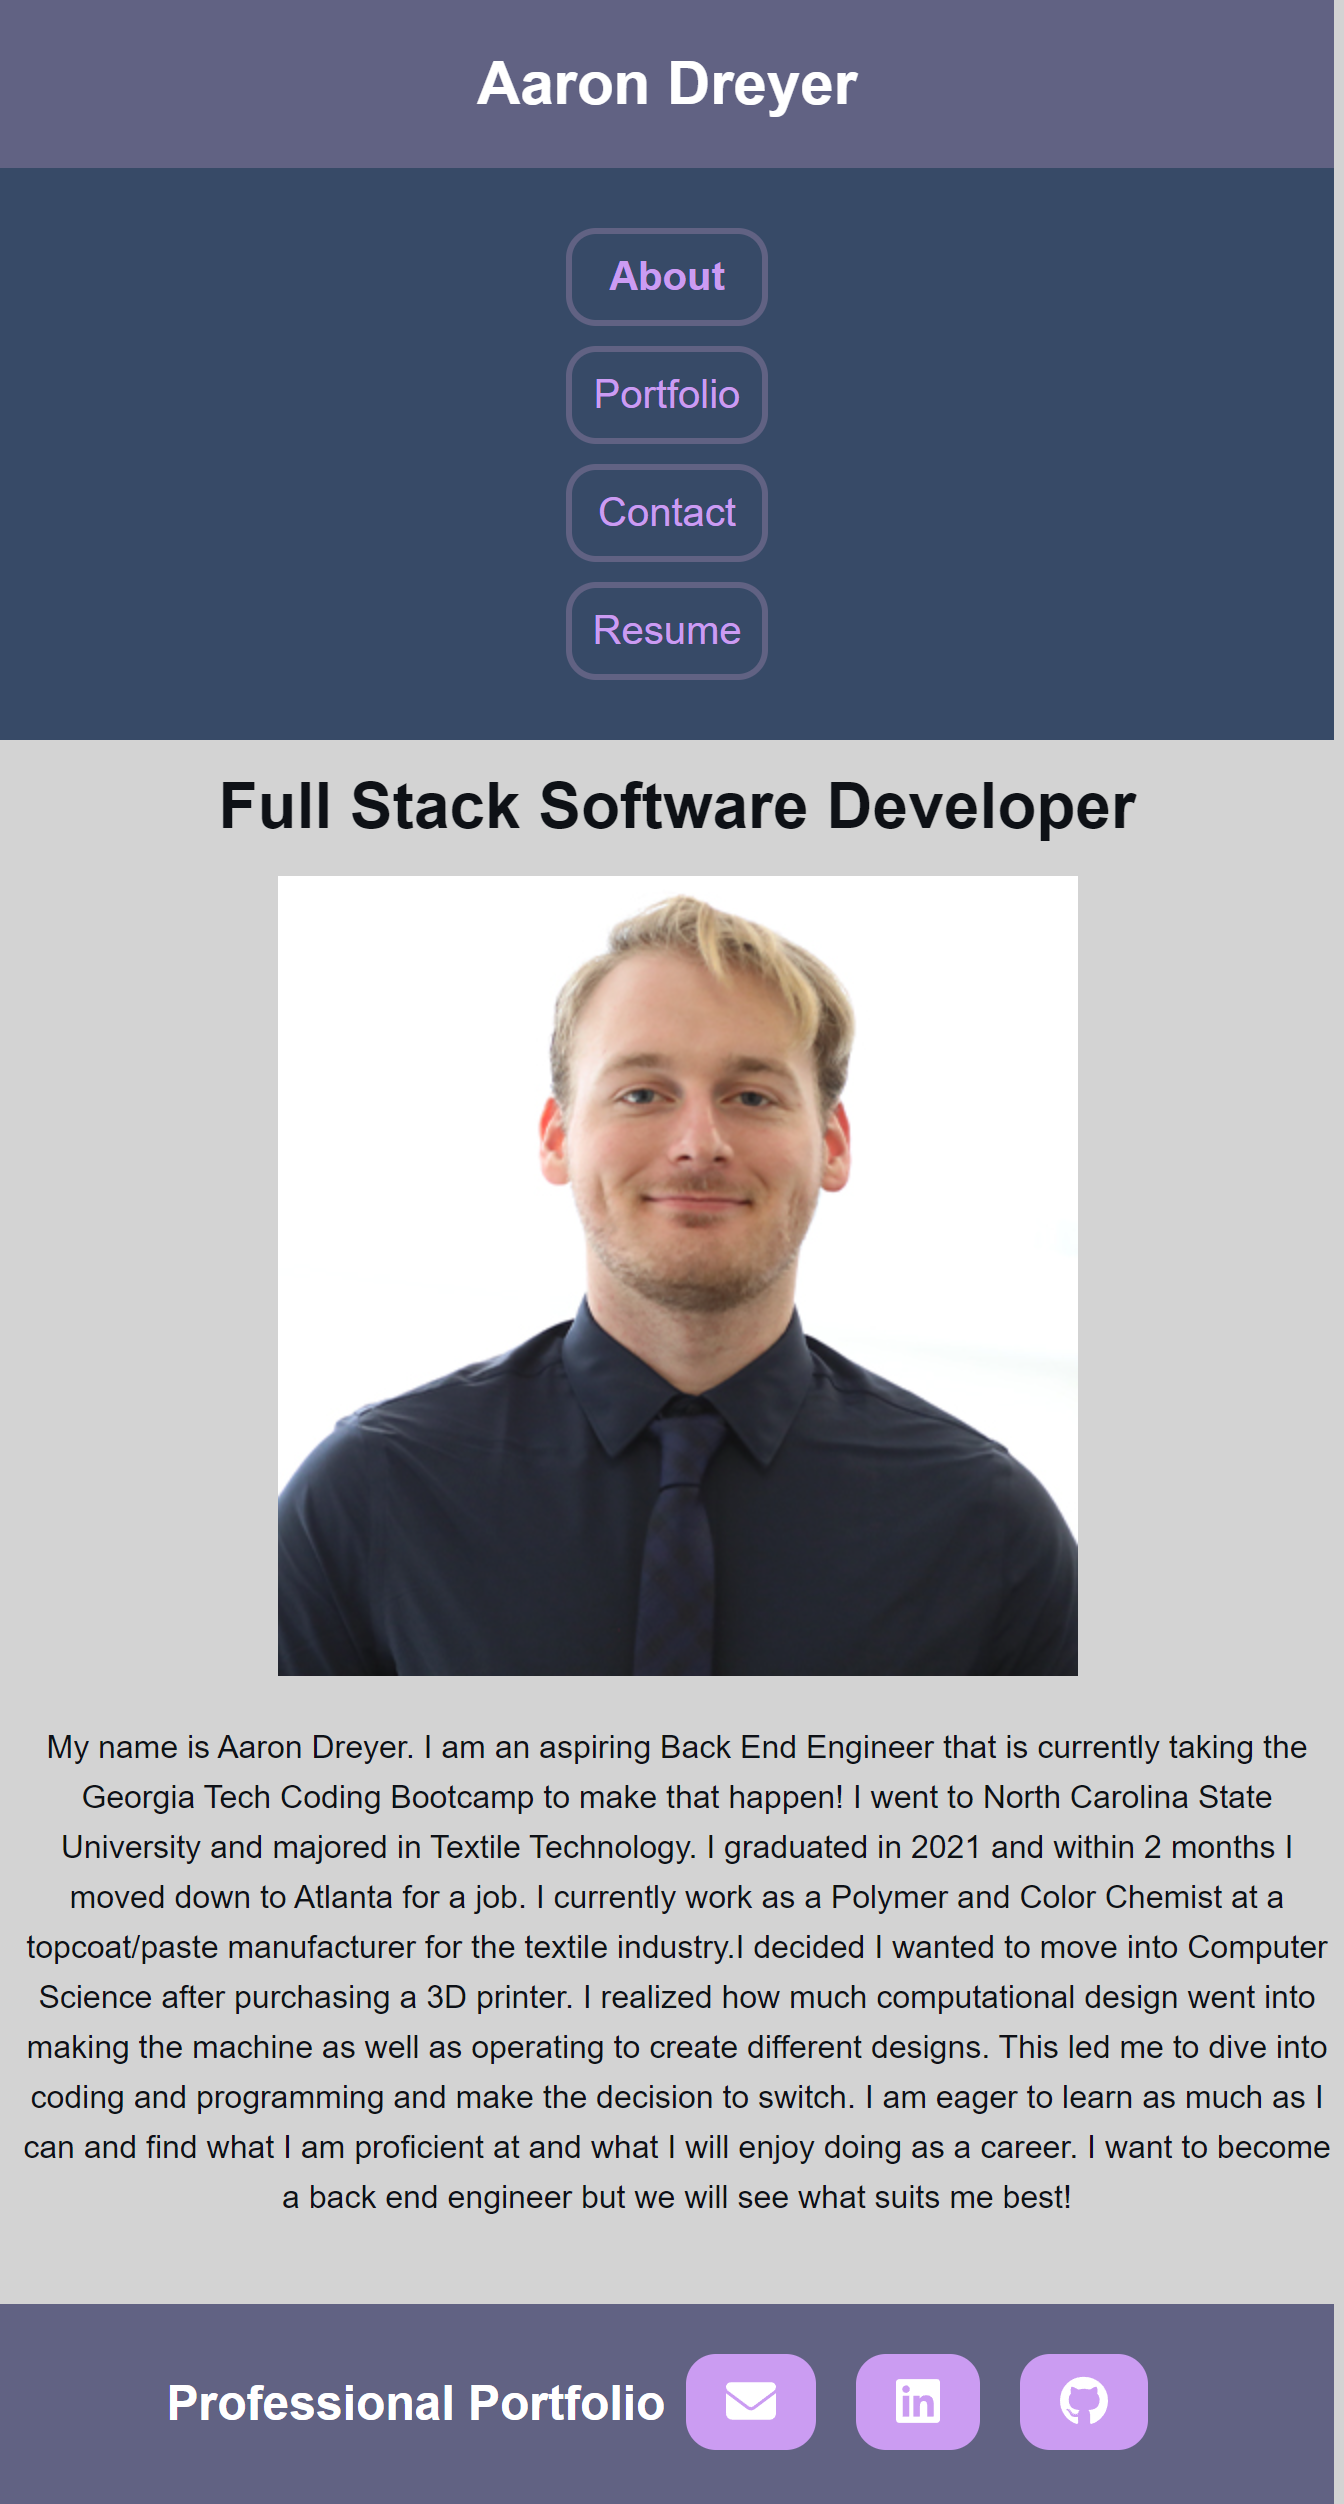 Aaron Dreyer
About
Portfolio
Contact
Resume
Full Stack Software Developer
My name is Aaron Dreyer. I am an aspiring Back End Engineer that is currently taking the
Georgia Tech Coding Bootcamp to make that happen! I went to North Carolina State
University and majored in Textile Technology. I graduated in 2021 and within 2 months I
moved down to Atlanta for a job. I currently work as a Polymer and Color Chemist at a
topcoat/paste manufacturer for the textile industry.I decided I wanted to move into Computer
Science after purchasing a 3D printer. I realized how much computational design went into
making the machine as well as operating to create different designs. This led me to dive into
coding and programming and make the decision to switch. I am eager to learn as much as I
can and find what I am proficient at and what I will enjoy doing as a career. I want to become
a back end engineer but we will see what suits me best!
Professional Portfolio in